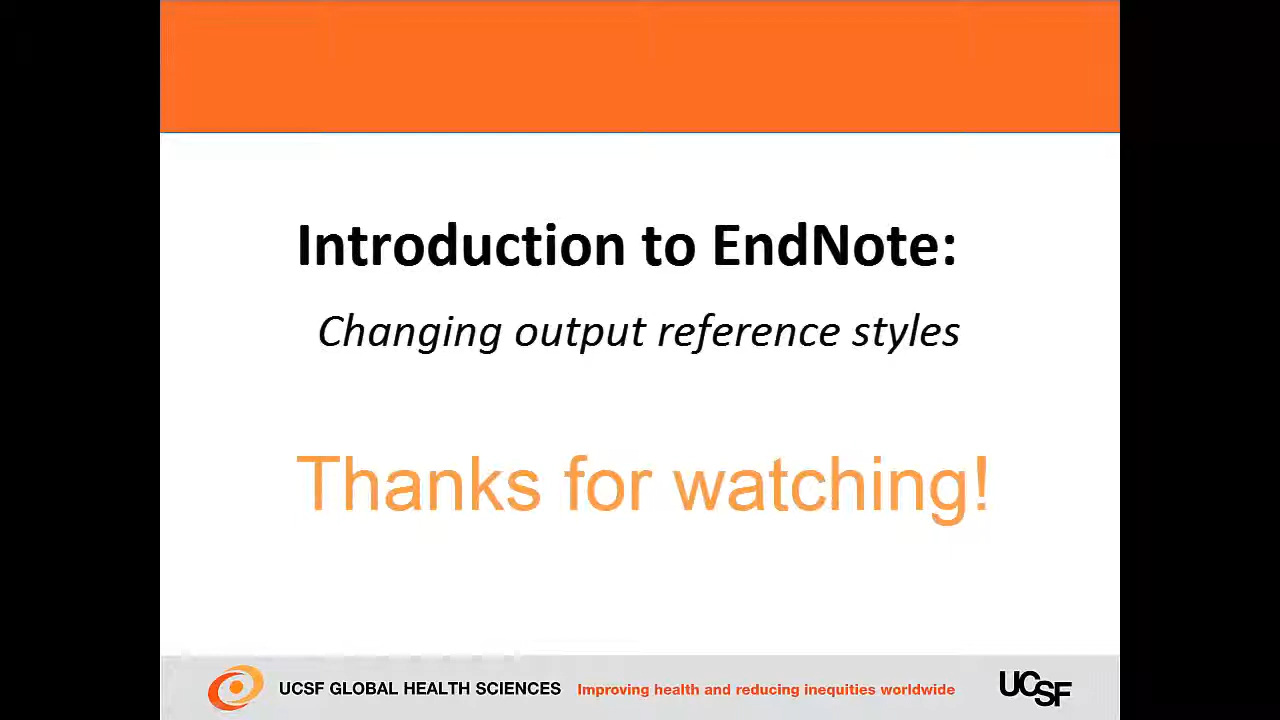 Introduction to EndNote:
Changing output reference styles
Thanks for watching!
UCSF GLOBAL HEALTH SCIENCES Improving health and reducing inequities worldwide UCSF